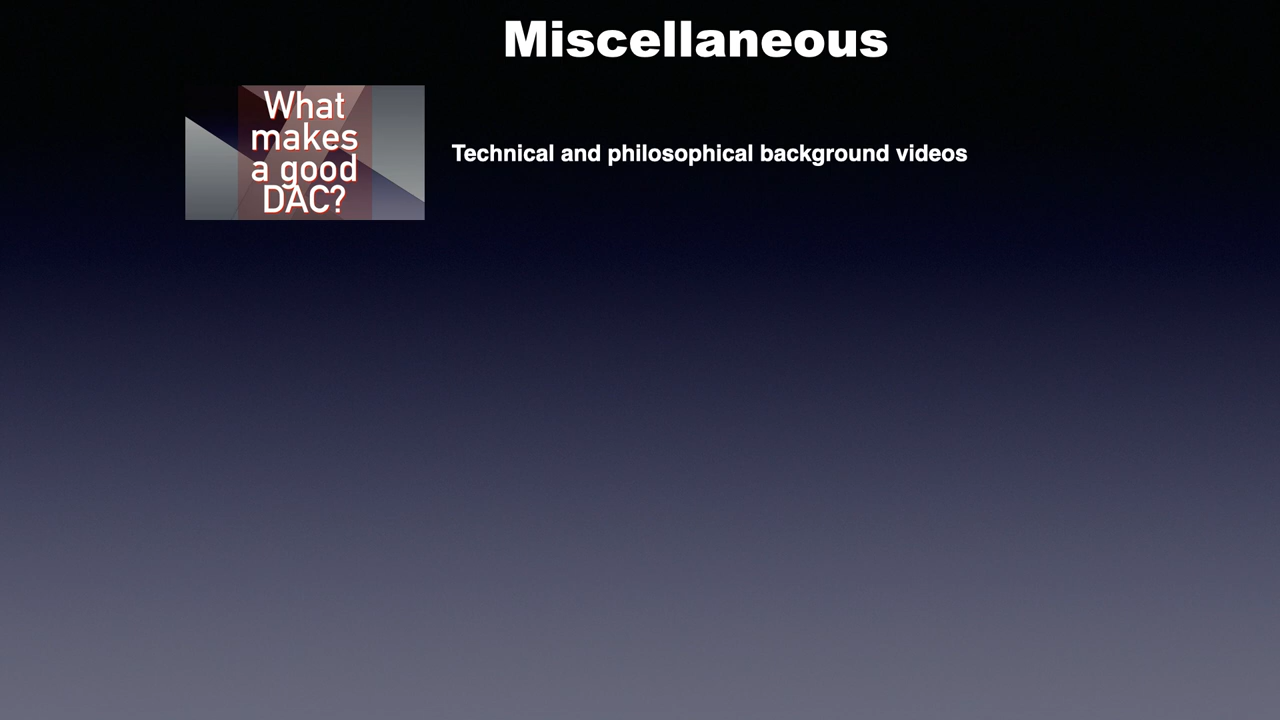 Miscellaneous
What
makes
a good
DAC?
Technical and philosophical background videos